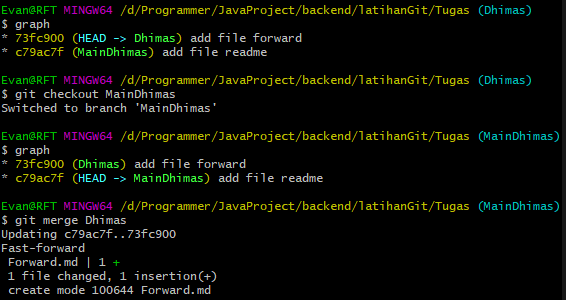 Evan@RFT MINGW64 /d/Programmer/JavaProject/backend/latihanGit/Tugas (Dhimas)
$ graph
* 73fc900 (HEAD -> Dhimas) add file forward
* c79ac7f (MainDhimas) add file readme
Evan@RFT MINGW64 /d/Programmer/JavaProject/backend/latihanGit/Tugas (Dhimas)
$ git checkout MainDhimas
Switched to branch 'MainDhimas'
Evan@RFT MINGW64 /d/Programmer/JavaProject/backend/latihanGit/Tugas (MainDhimas)
$ graph
* 73fc900 (Dhimas) add file forward
* c79ac7f (HEAD -> MainDhimas) add file readme
Evan@RFT MINGW64 /d/Programmer/JavaProject/backend/latihanGit/Tugas (MainDhimas)
$ git merge Dhimas
Updating c79ac7f..73fc900
Fast-forward
 Forward.md | 1 +
 1 file changed, 1 insertion(+)
 create mode 100644 Forward.md